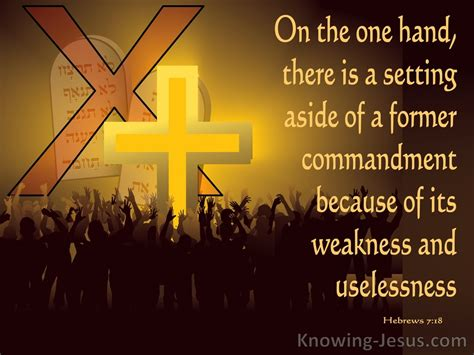 On the one hand,
there is a setting
aside of a former
commandment
because of its
weakness and
uselessness
Hebrews 7:18
Knowing-Jesus.com